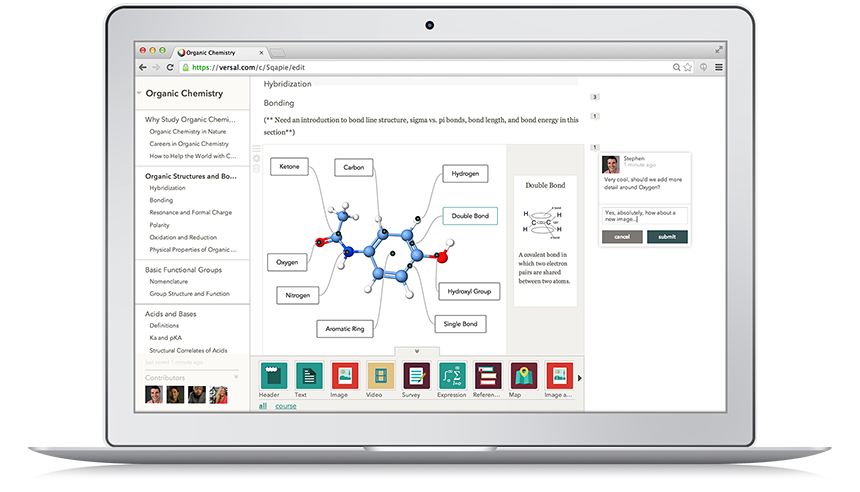 Organic Chemistry
https://versal.com/c/5qapie/edit
Organic Chemistry
Why Study Organic Chemi...
Organic Chemistry in Nature
Careers in Organic Chemistry
How to Help the World with C...
Organic Structures and Bo...
Hybridization
Bonding
Resonance and Formal Charge
Polarity
Oxidation and Reduction
Physical Properties of Organic ...
Basic Functional Groups
Nomenclature
Group Structure and Function
Acids and Bases
Definitions
Ka and pKA
Structural Correlates of Acids
last saved 1 minute ago
Contributors
Hybridization
Bonding
(** Need an introduction to bond line structure, sigma vs. pi bonds, bond length, and bond energy in this
section**)
Ketone
Carbon
Hydrogen
Double Bond
Oxygen
Nitrogen
Hydroxyl Group
Aromatic Ring
Single Bond
Double Bond
H H
C C
H H
A covalent bond in
which two electron
pairs are shared
between two atoms.
3
1
1
Stephen
1 minute ago
Very cool, should we add more
detail around Oxygen?
Yes, absolutely, how about a
new image...
cancel submit
Header Text Image Video Survey Expression Referen... Map Image a...
all course